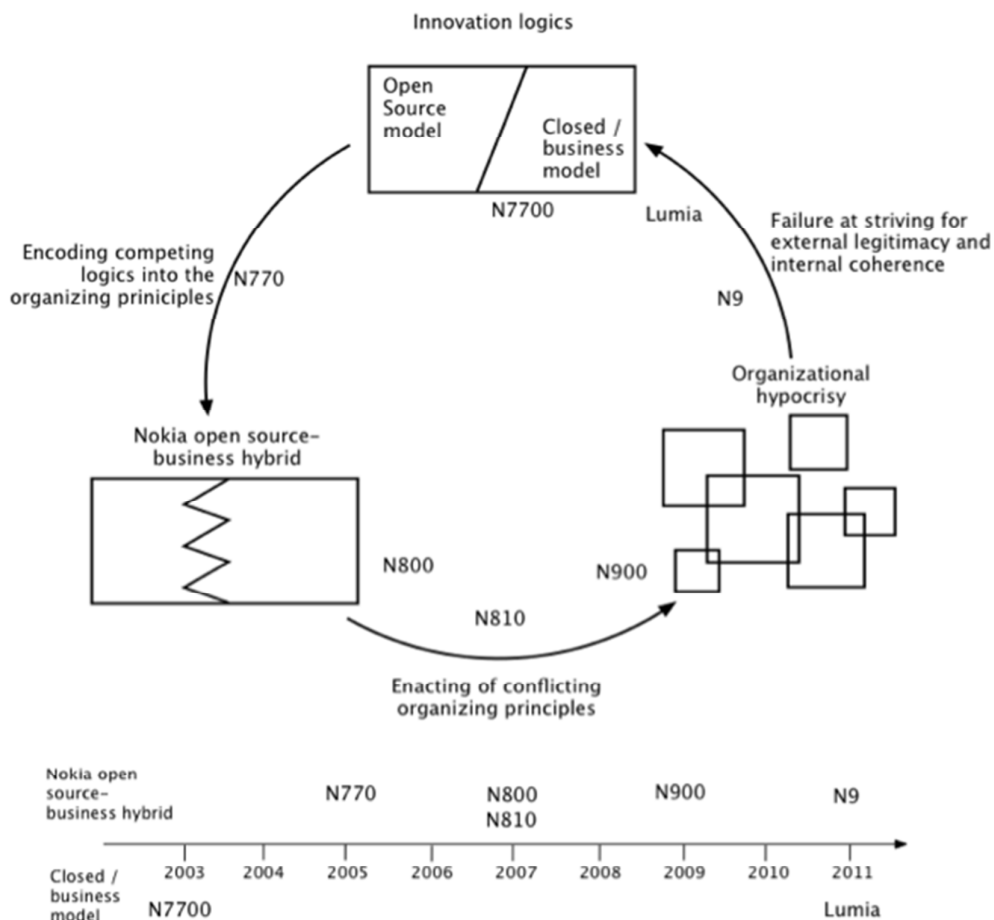 Innovation logics
Open
Source
model
Closed /
business
model
N7700
Lumia
Failure at striving for
external legitimacy and
internal coherence
Encoding competing
logics into the
organizing priniciples
N770
N9
Organizational
hypocrisy
Nokia open source-
business hybrid
N800
N900
N810
Enacting of conflicting
organizing principles
Nokia open
source-
business hybrid
N770
N800
N810
N900
N9
2003 2004 2005 2006 2007 2008 2009 2010 2011
Closed /
business
model
N7700
Lumia